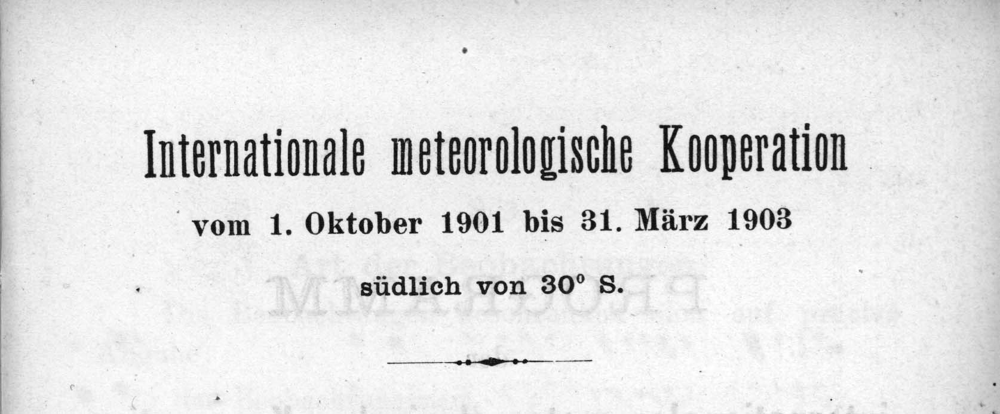 Internationale meteorologische Kooperation
vom 1. Oktober 1901 bis 31. März 1903
südlich von 30° S.